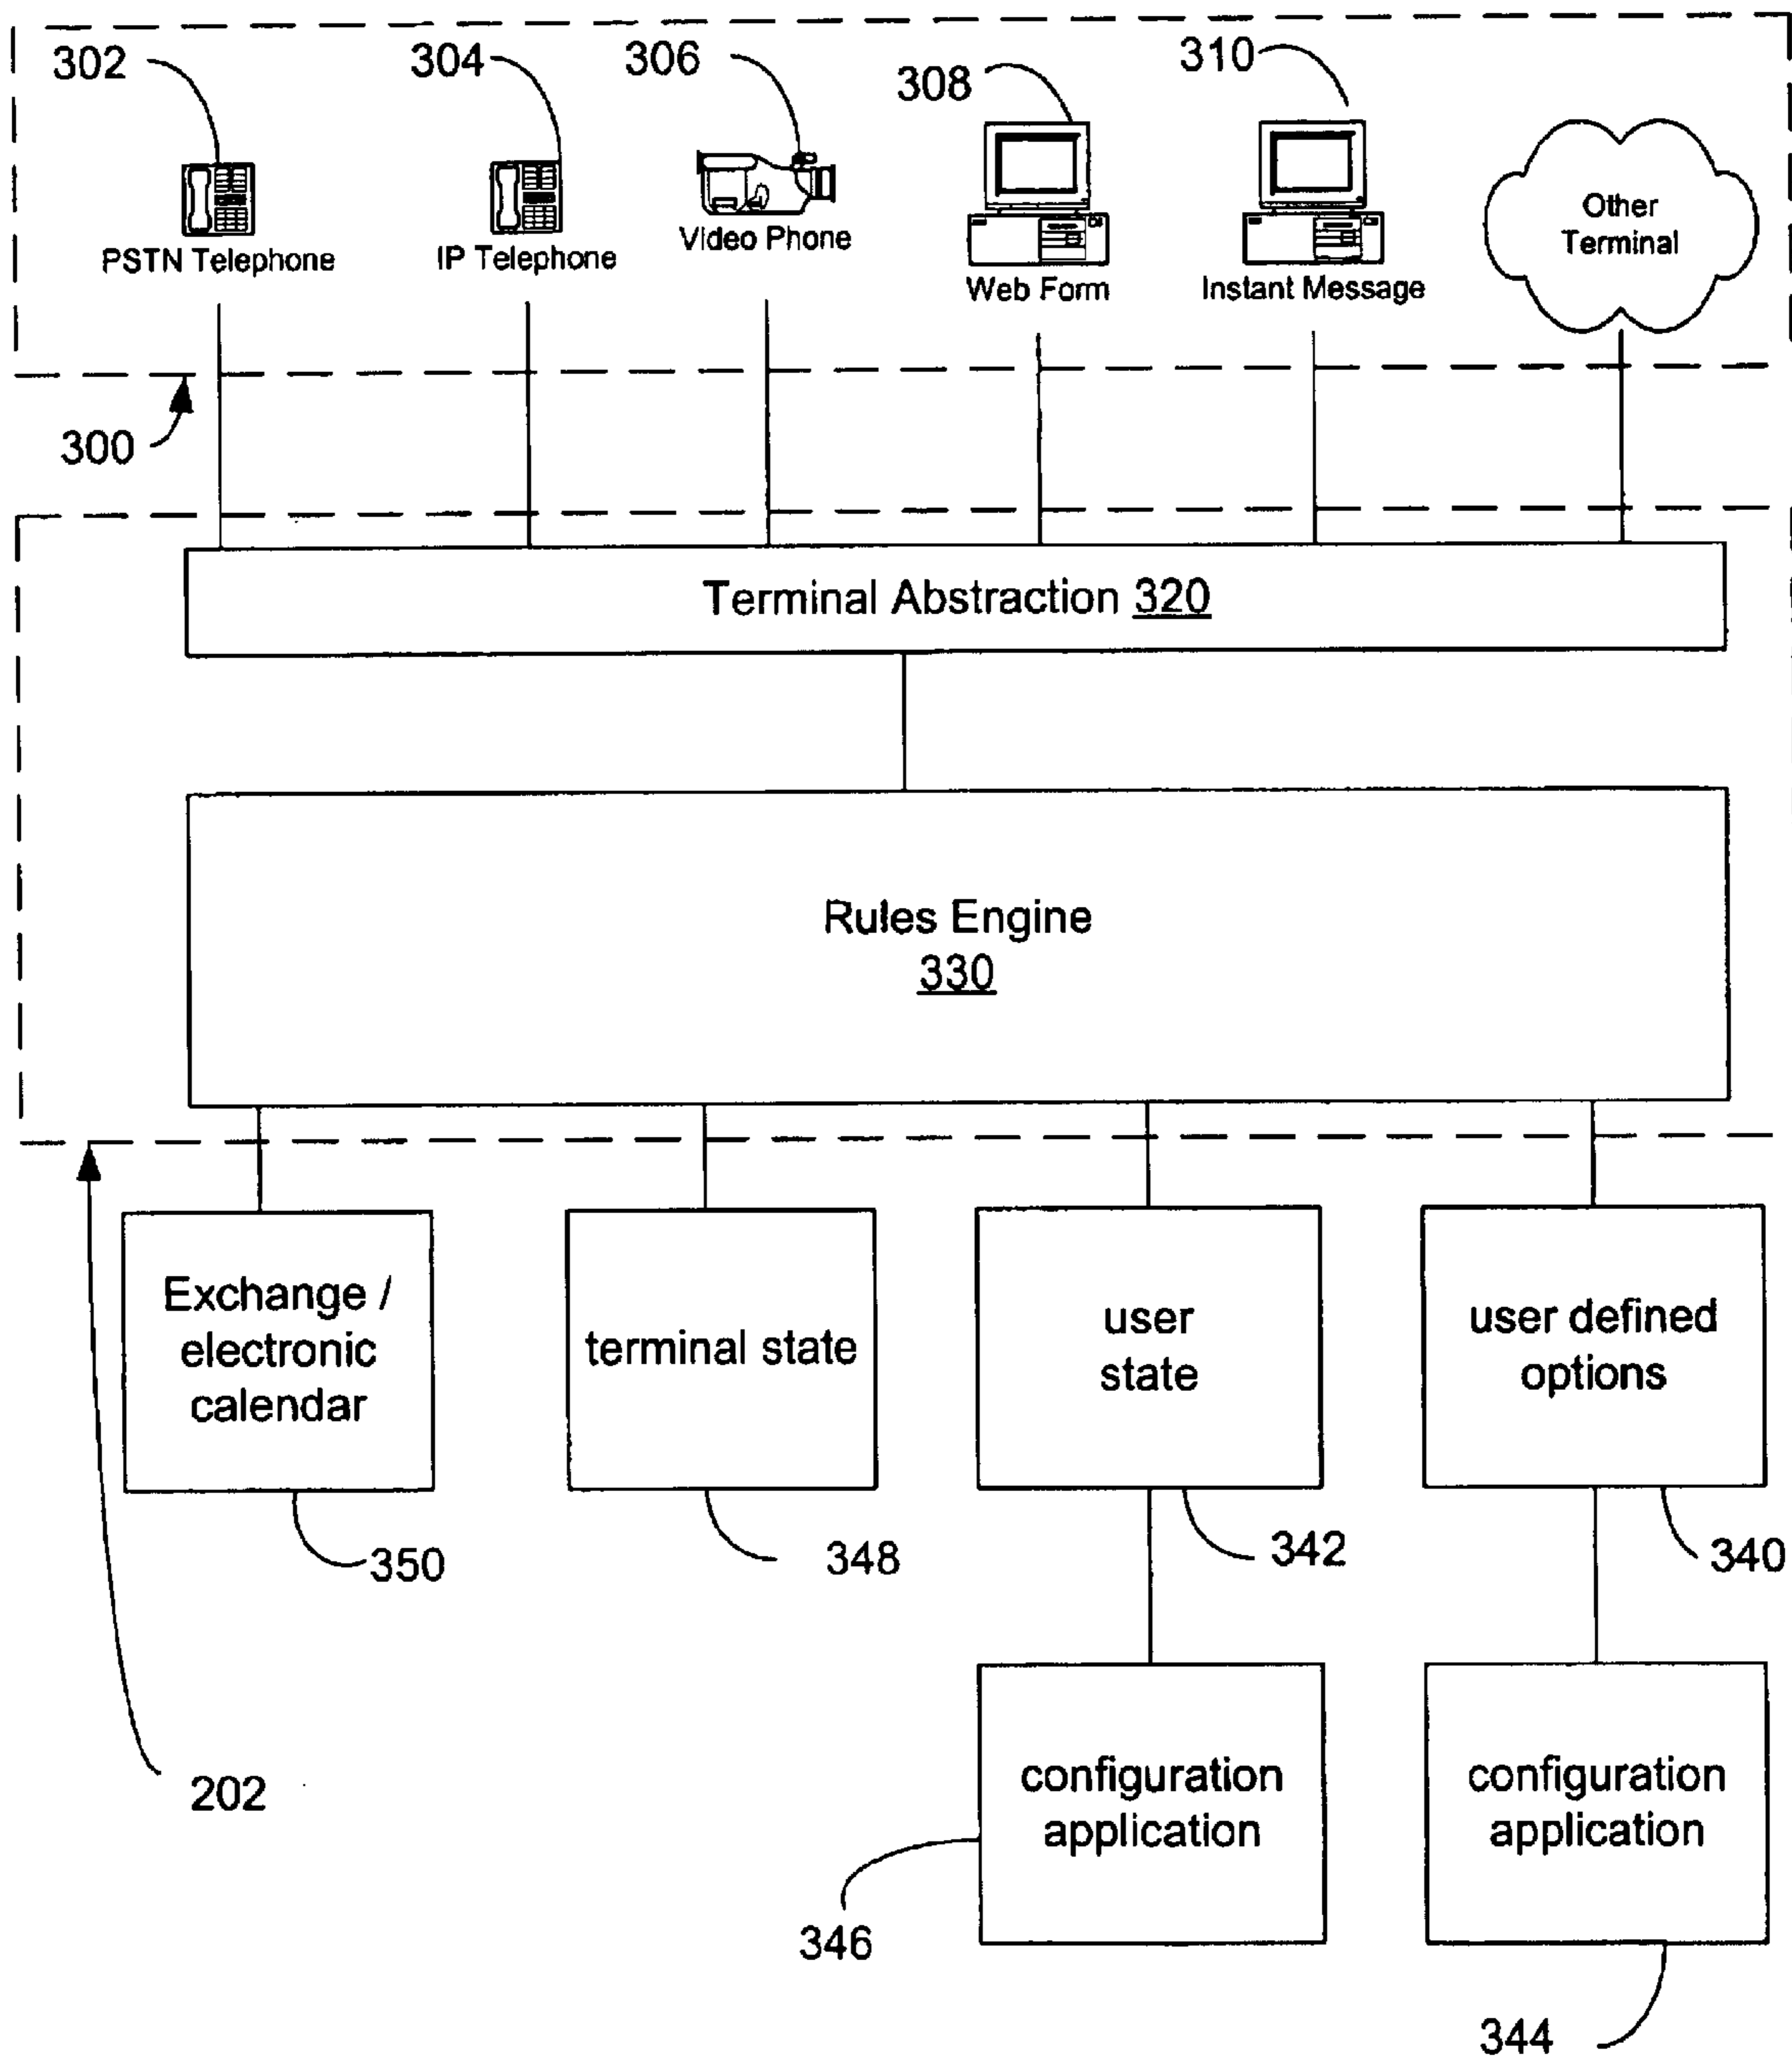 302
304
306
308
310
PSTN Telephone
IP Telephone
Video Phone
Web Form
Instant Message
Other
Terminal
300
Terminal Abstraction 320
Rules Engine
330
Exchange /
electronic
calendar
terminal state
user
state
user defined
options
350
348
342
340
202
configuration
application
configuration
application
346
344